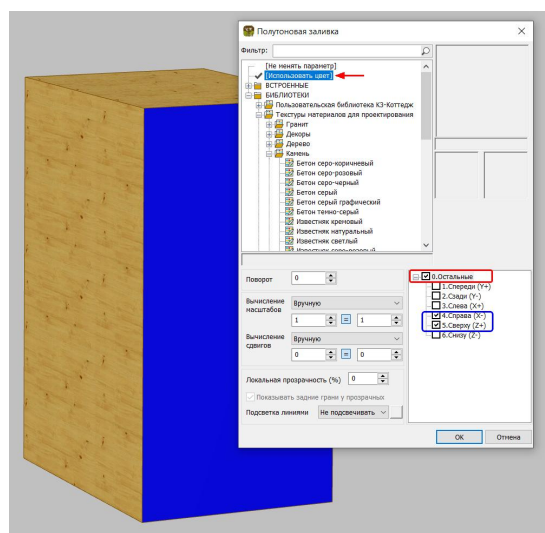 Полутоновая заливка
Фильтр:
[Не менять параметр]
[Использовать цвет]
ВСТРОЕННЫЕ
БИБЛИОТЕКИ
Пользовательская библиотека К3-Коттедж
Текстуры материалов для проектирования
Гранит
Декоры
Дерево
Камень
Бетон серо-коричневый
Бетон серо-розовый
Бетон серо-черный
Бетон серый
Бетон серый графический
Бетон темно-серый
Известняк кремовый
Известняк натуральный
Известняк светлый
Известняк серо-розовый
Поворот 0
Вычисление масштабов Вручную
1 = 1
Вычисление сдвигов Вручную
0 = 0
Локальная прозрачность (%) 0
Показывать задние грани у прозрачных
Подсветка линиями Не подсвечивать
0.Остальные
1.Спереди (Y+)
2.Сзади (Y-)
3.Слева (X+)
4.Справа (X-)
5.Сверху (Z+)
6.Снизу (Z-)
ОК Отмена